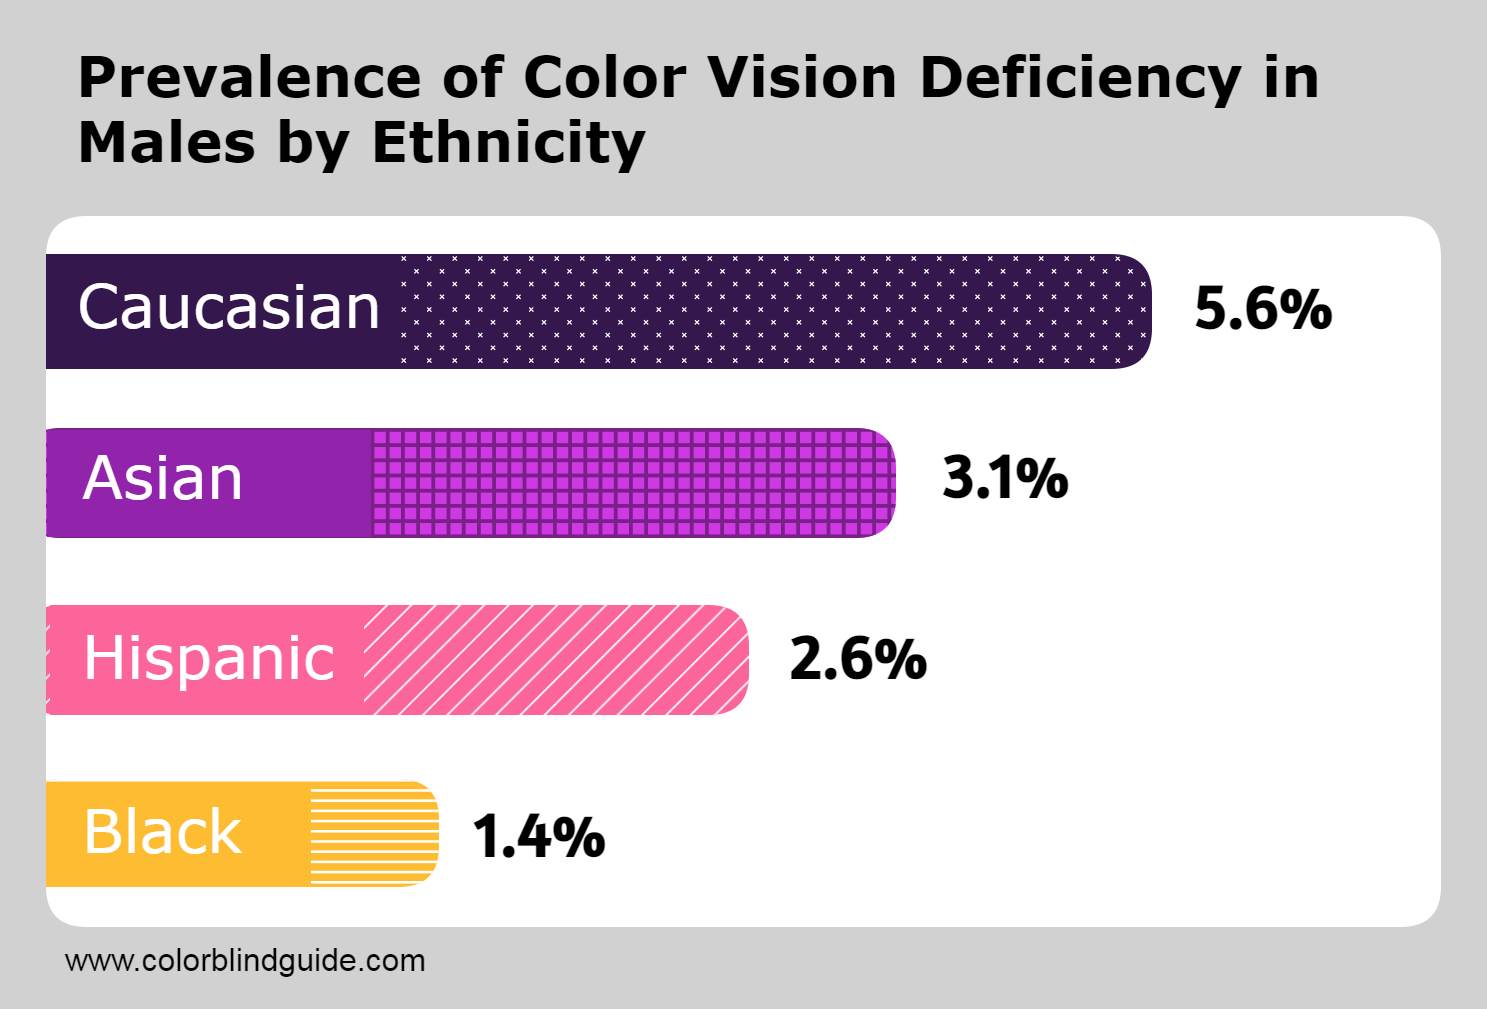 Prevalence of Color Vision Deficiency in
Males by Ethnicity
Caucasian 5.6%
Asian 3.1%
Hispanic 2.6%
Black 1.4%
www.colorblindguide.com